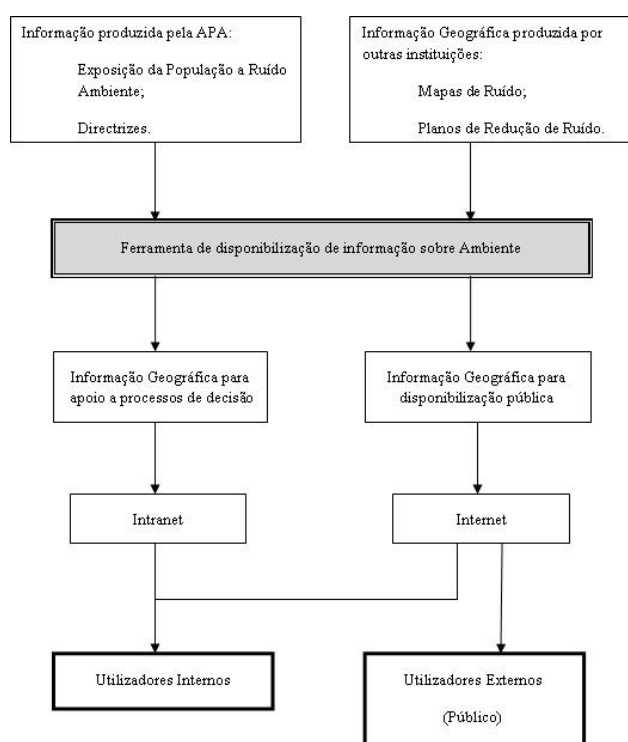 Informação produzida pela APA:
Exposição da População a Ruído
Ambiente;
Directrizes.
Informação Geográfica produzida por
outras instituições:
Mapas de Ruído;
Planos de Redução de Ruído.
Ferramenta de disponibilização de informação sobre Ambiente
Informação Geográfica para
apoio a processos de decisão
Informação Geográfica para
disponibilização pública
Intranet
Internet
Utilizadores Internos
Utilizadores Externos
(Público)